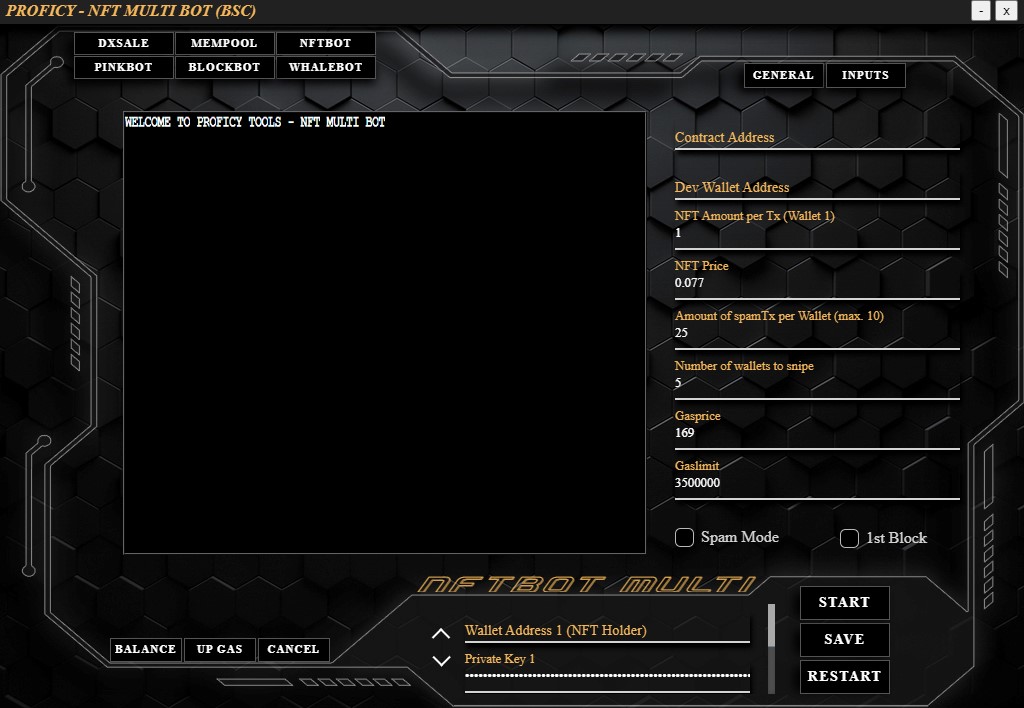 PROFICY - NFT MULTI BOT (BSC)
- x
DXSALE MEMPOOL NFTBOT
PINKBOT BLOCKBOT WHALEBOT
GENERAL INPUTS
WELCOME TO PROFICY TOOLS - NFT MULTI BOT
Contract Address
Dev Wallet Address
NFT Amount per Tx (Wallet 1)
1
NFT Price
0.077
Amount of spamTx per Wallet (max. 10)
25
Number of wallets to snipe
5
Gasprice
169
Gaslimit
3500000
Spam Mode 1st Block
NFTBOT MULTI
Wallet Address 1 (NFT Holder)
Private Key 1
BALANCE UP GAS CANCEL
START
SAVE
RESTART